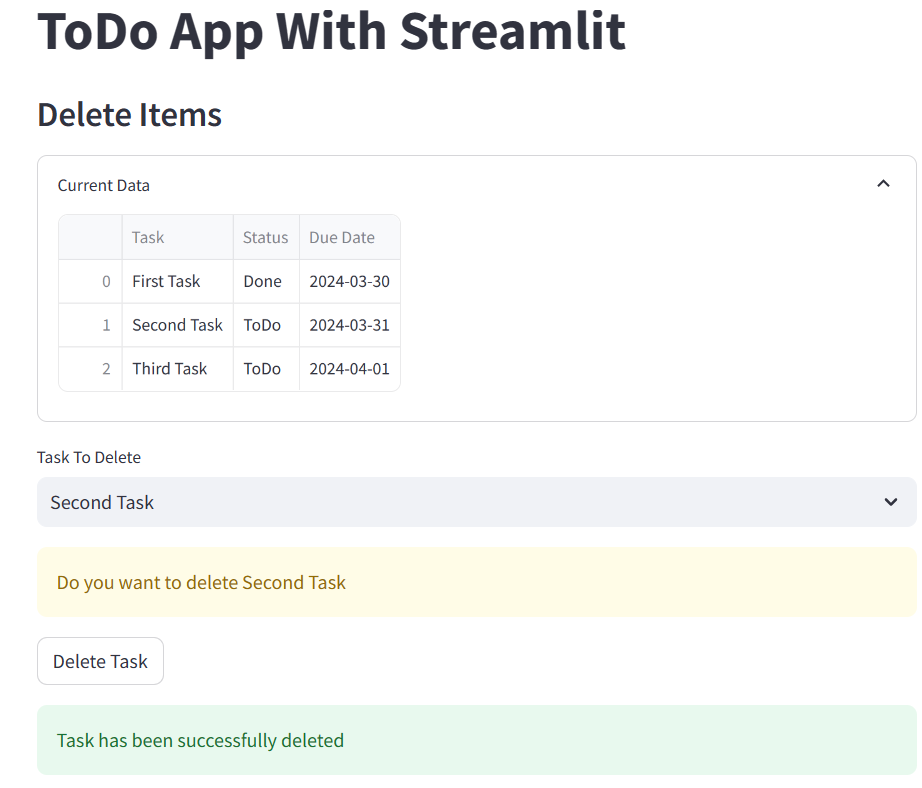 ToDo App With Streamlit
Delete Items
Current Data
Task Status Due Date
0 First Task Done 2024-03-30
1 Second Task ToDo 2024-03-31
2 Third Task ToDo 2024-04-01
Task To Delete
Second Task
Do you want to delete Second Task
Delete Task
Task has been successfully deleted